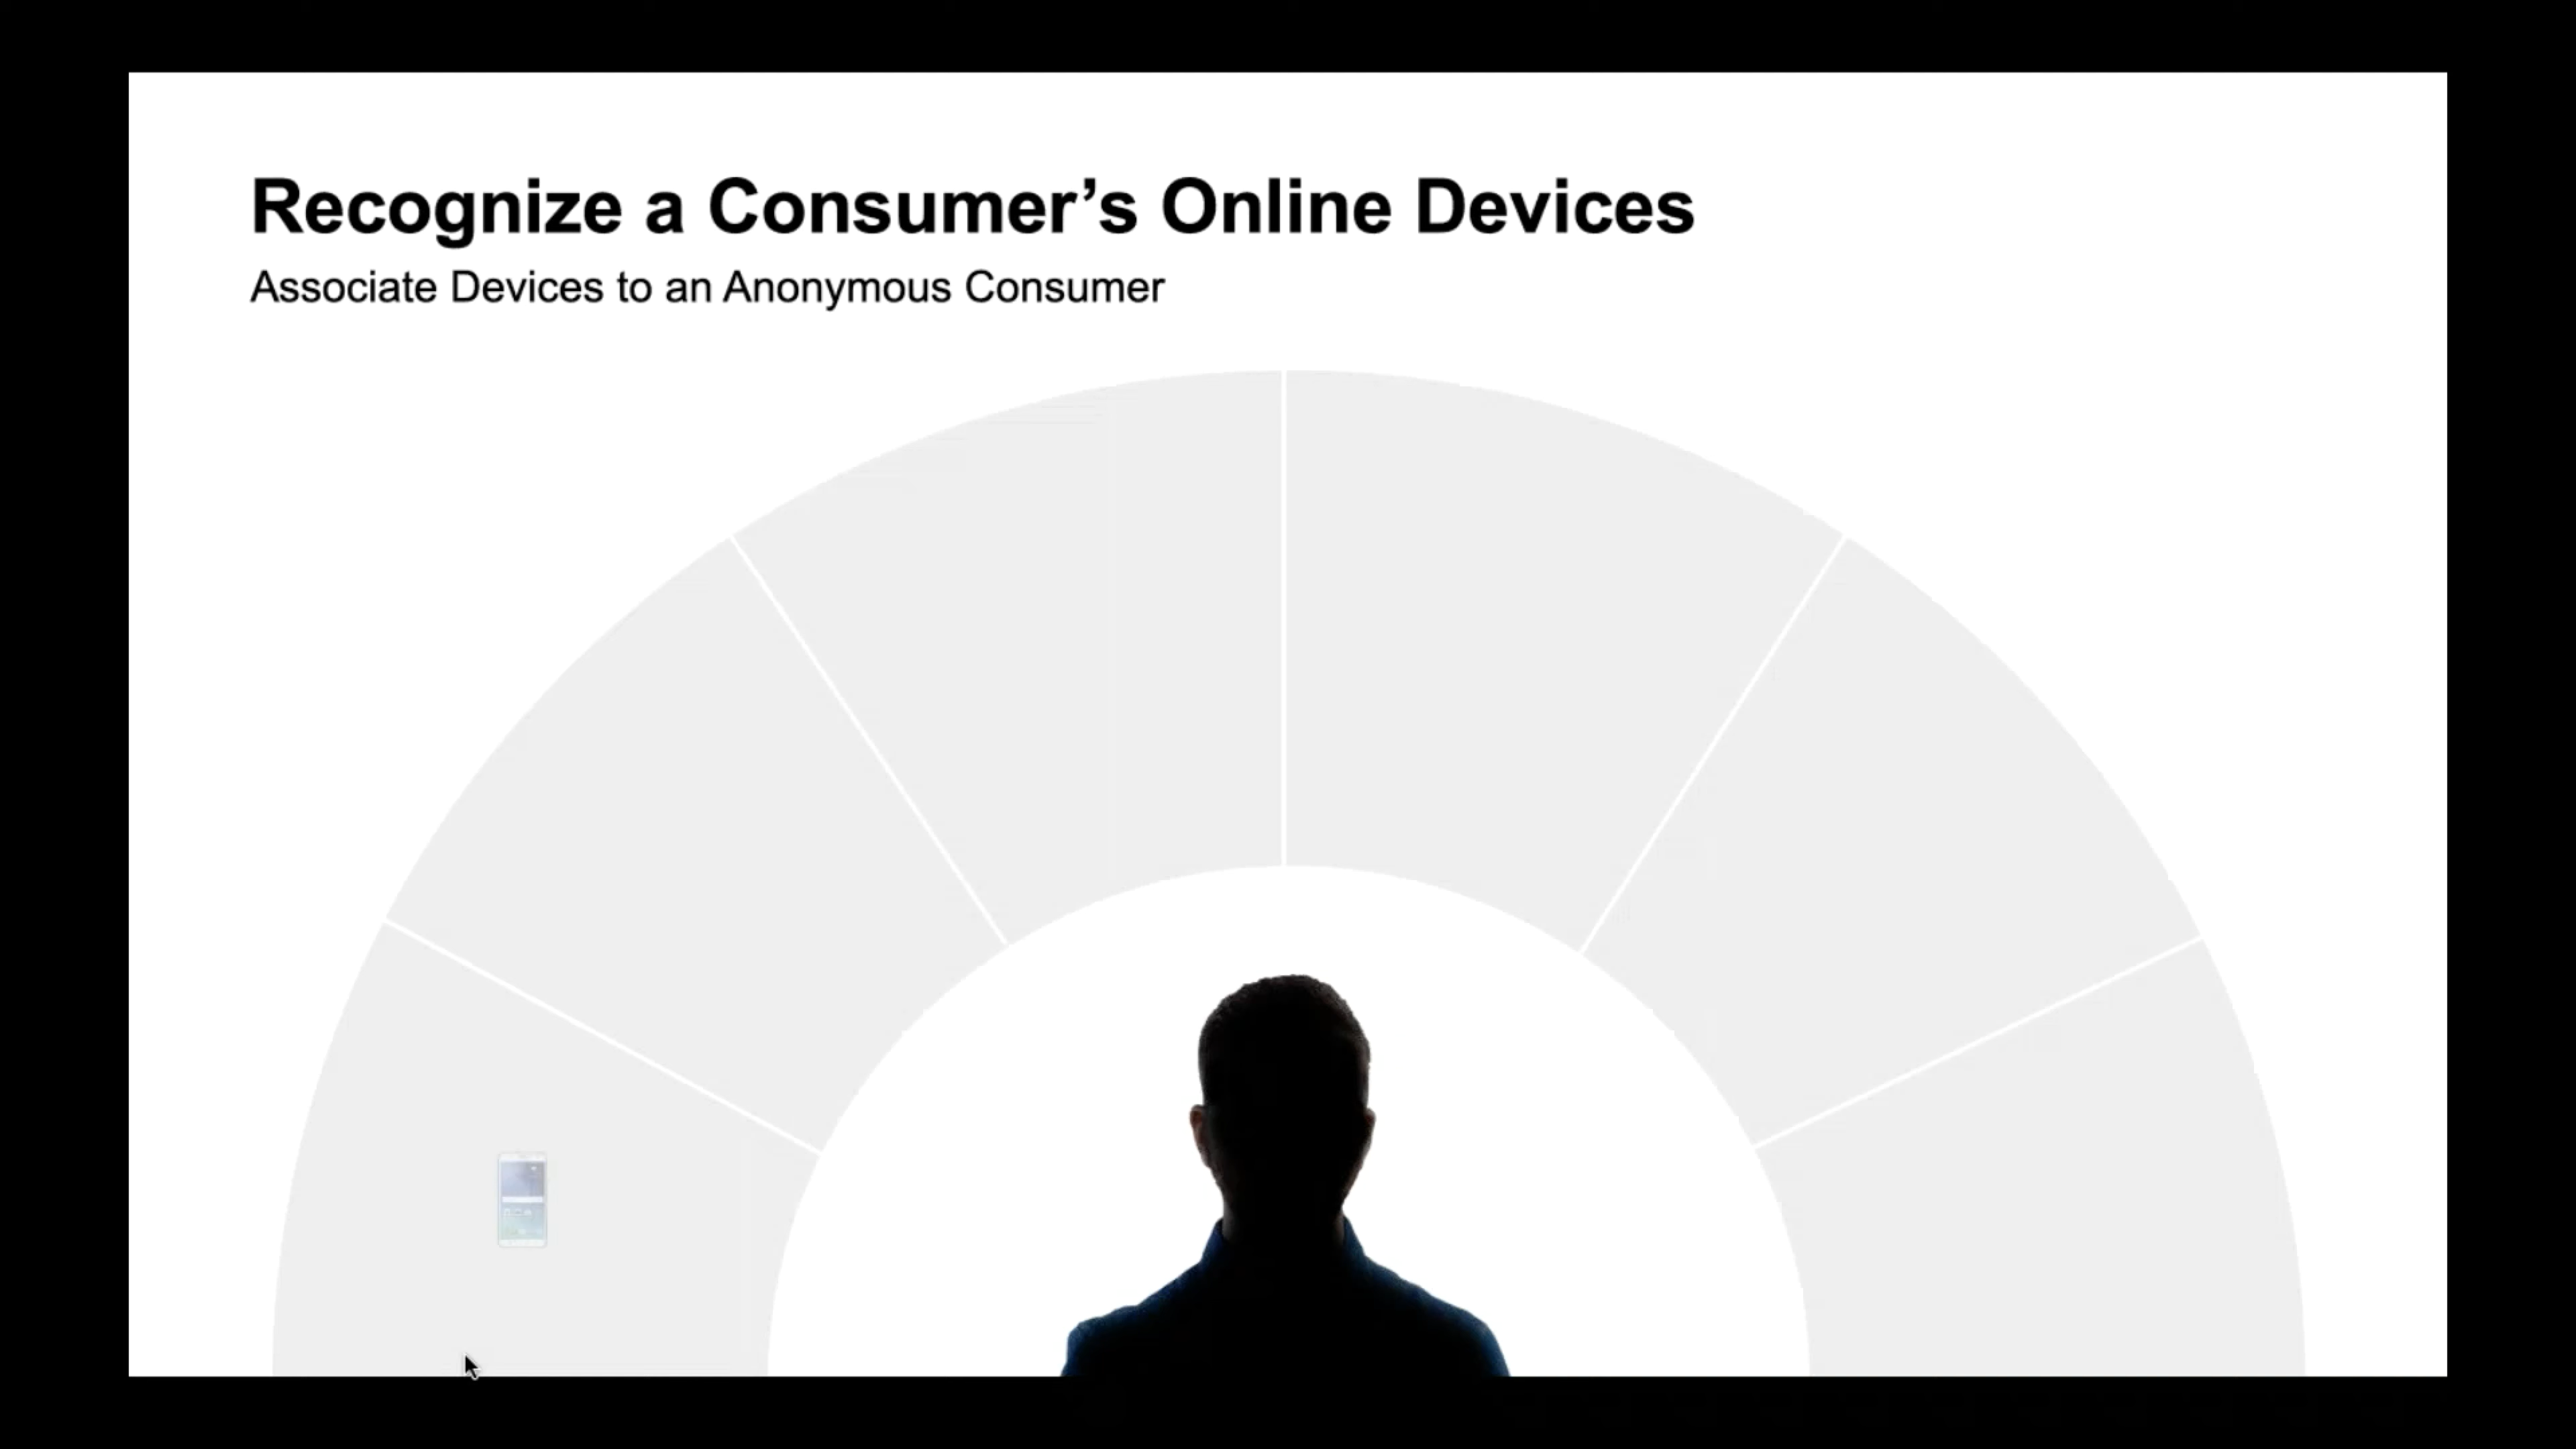 Recognize a Consumer’s Online Devices
Associate Devices to an Anonymous Consumer